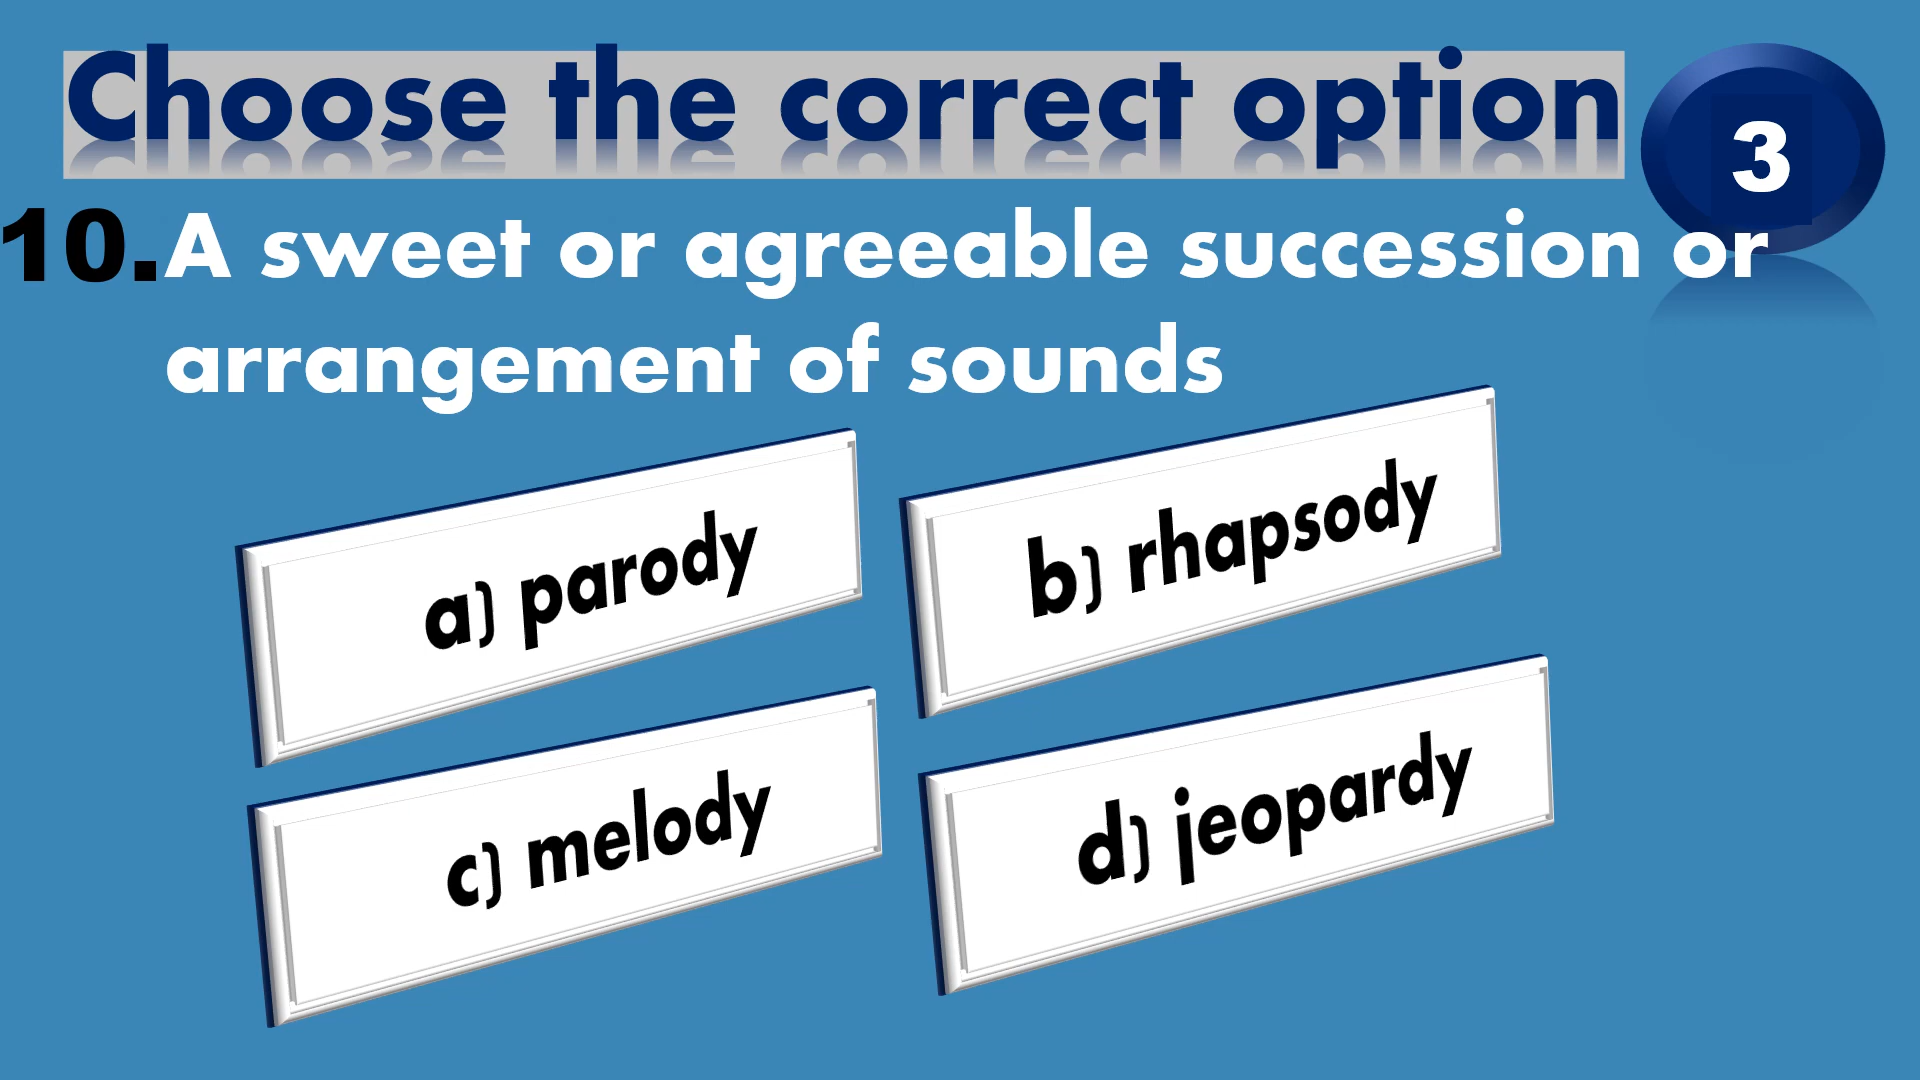 Choose the correct option
3
10. A sweet or agreeable succession or
arrangement of sounds
a) parody
b) rhapsody
c) melody
d) jeopardy